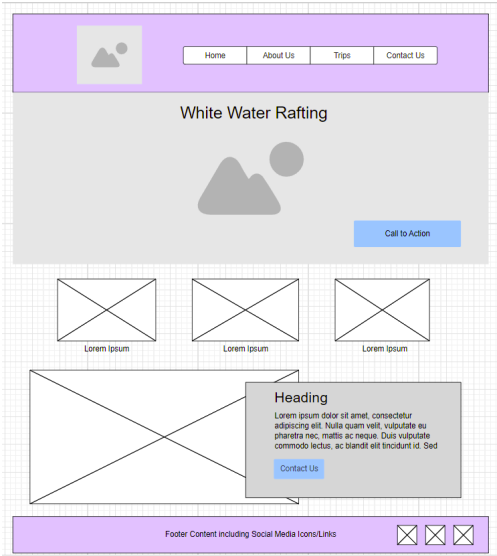 Home
About Us
Trips
Contact Us
White Water Rafting
Call to Action
Lorem Ipsum
Lorem Ipsum
Lorem Ipsum
Heading
Lorem ipsum dolor sit amet, consectetur
adipiscing elit. Nulla quam velit, vulputate eu
pharetra nec, mattis ac neque. Duis vulputate
commodo lectus, ac blandit elit tincidunt id. Sed
Contact Us
Footer Content including Social Media Icons/Links